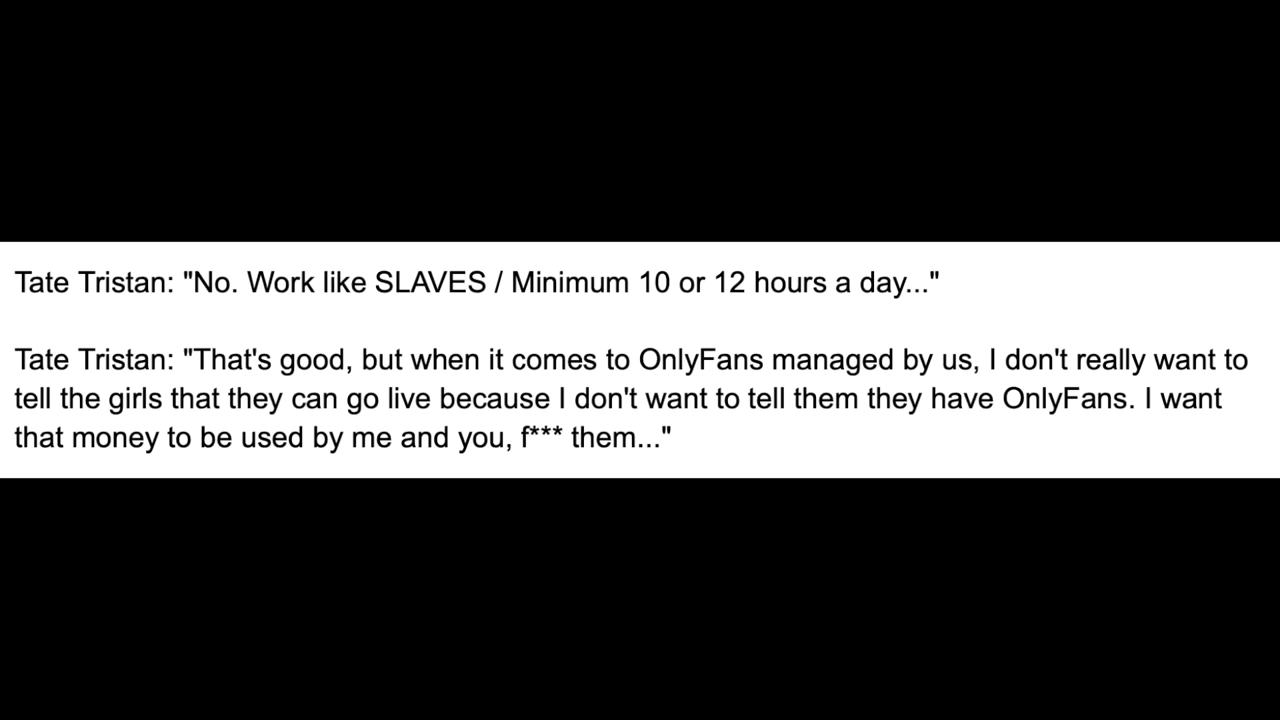 Tate Tristan: "No. Work like SLAVES / Minimum 10 or 12 hours a day..."
Tate Tristan: "That's good, but when it comes to OnlyFans managed by us, I don't really want to
tell the girls that they can go live because I don't want to tell them they have OnlyFans. I want
that money to be used by me and you, f*** them..."